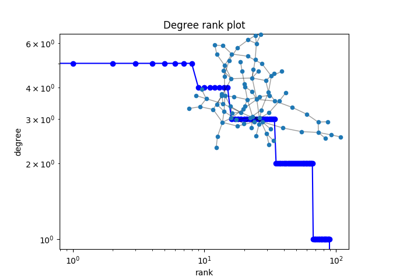 Degree rank plot
6 × 10⁰
4 × 10⁰
3 × 10⁰
2 × 10⁰
10⁰
degree
10⁰
10¹
10²
rank